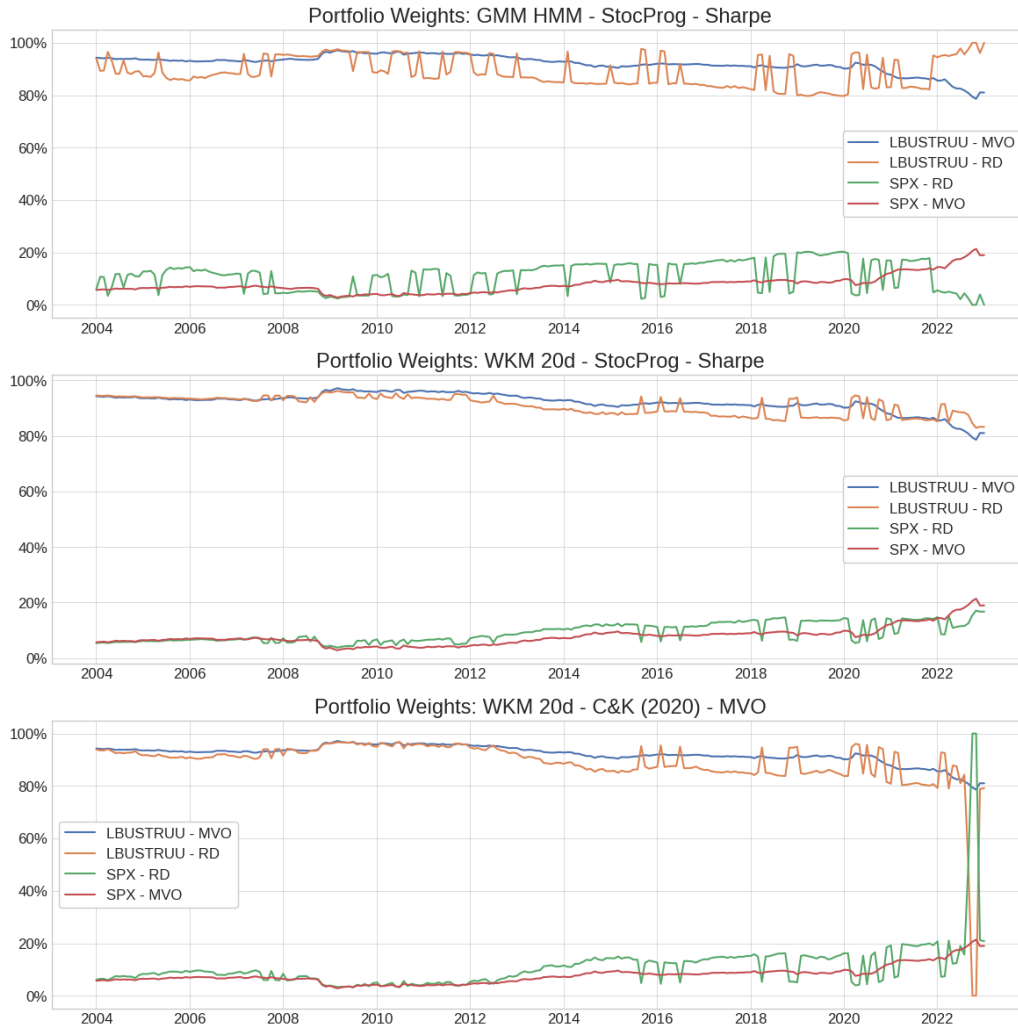 Portfolio Weights: GMM HMM - StocProg - Sharpe
100%
80%
60%
40%
20%
0%
LBUSTRUU - MVO
LBUSTRUU - RD
SPX - RD
SPX - MVO
2004 2006 2008 2010 2012 2014 2016 2018 2020 2022
Portfolio Weights: WKM 20d - StocProg - Sharpe
100%
80%
60%
40%
20%
0%
LBUSTRUU - MVO
LBUSTRUU - RD
SPX - RD
SPX - MVO
2004 2006 2008 2010 2012 2014 2016 2018 2020 2022
Portfolio Weights: WKM 20d - C&K (2020) - MVO
100%
80%
60%
40%
20%
0%
LBUSTRUU - MVO
LBUSTRUU - RD
SPX - RD
SPX - MVO
2004 2006 2008 2010 2012 2014 2016 2018 2020 2022